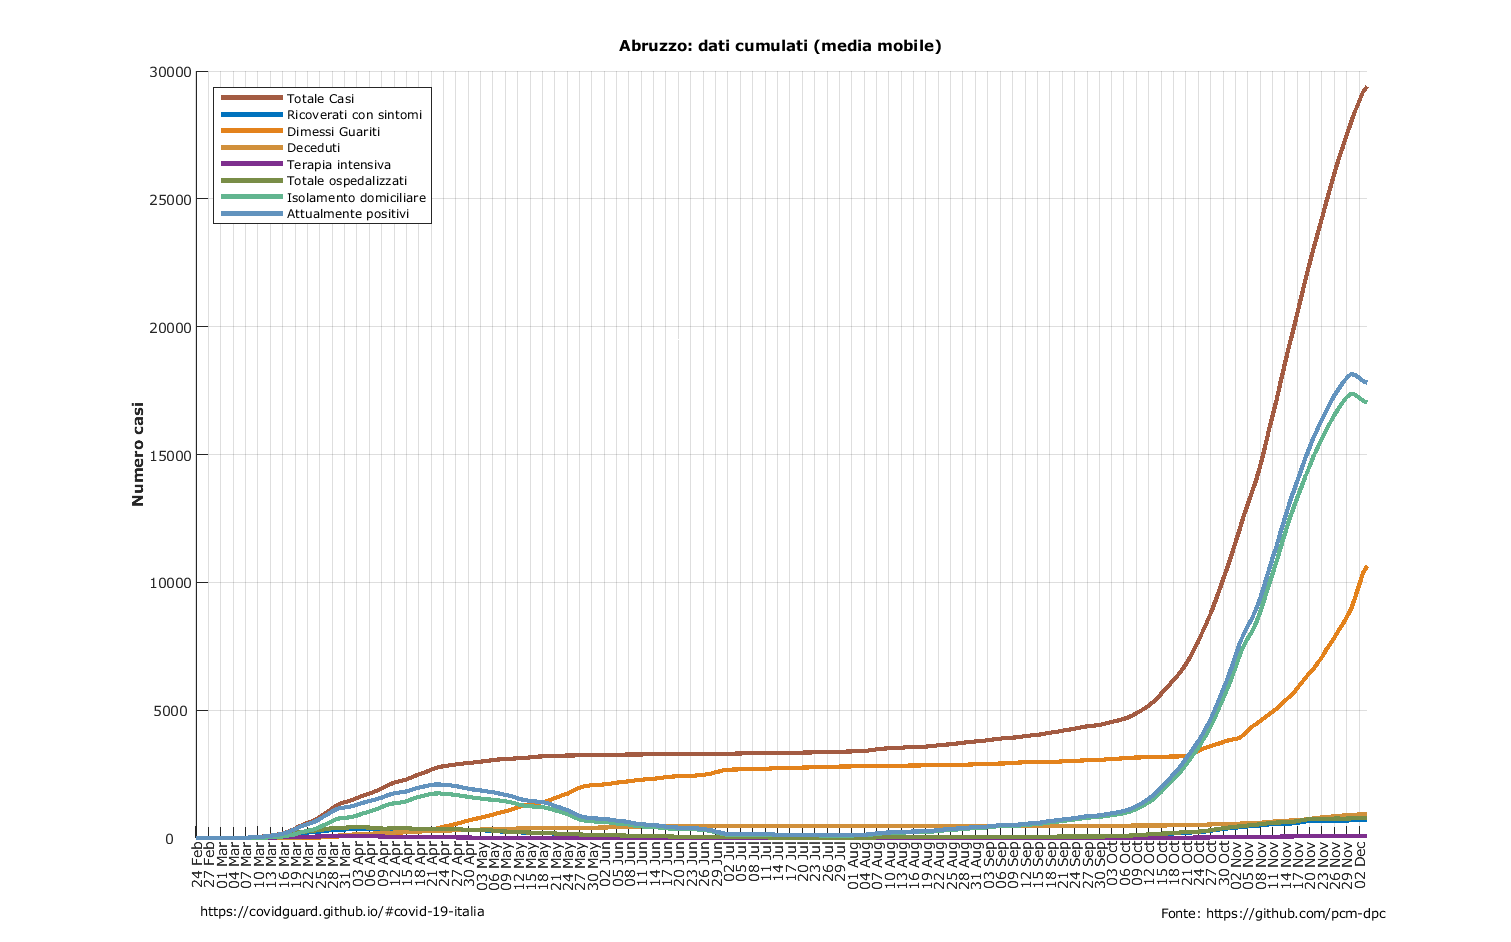 Abruzzo: dati cumulati (media mobile)
Numero casi
30000
25000
20000
15000
10000
5000
0
Totale Casi
Ricoverati con sintomi
Dimessi Guariti
Deceduti
Terapia intensiva
Totale ospedalizzati
Isolamento domiciliare
Attualmente positivi
24 Feb
27 Feb
01 Mar
04 Mar
07 Mar
10 Mar
13 Mar
16 Mar
19 Mar
22 Mar
25 Mar
28 Mar
31 Mar
03 Apr
06 Apr
09 Apr
12 Apr
15 Apr
18 Apr
21 Apr
24 Apr
27 Apr
30 Apr
03 May
06 May
09 May
12 May
15 May
18 May
21 May
24 May
27 May
30 May
02 Jun
05 Jun
08 Jun
11 Jun
14 Jun
17 Jun
20 Jun
23 Jun
26 Jun
29 Jun
02 Jul
05 Jul
08 Jul
11 Jul
14 Jul
17 Jul
20 Jul
23 Jul
26 Jul
29 Jul
01 Aug
04 Aug
07 Aug
10 Aug
13 Aug
16 Aug
19 Aug
22 Aug
25 Aug
28 Aug
31 Aug
03 Sep
06 Sep
09 Sep
12 Sep
15 Sep
18 Sep
21 Sep
24 Sep
27 Sep
30 Sep
03 Oct
06 Oct
09 Oct
12 Oct
15 Oct
18 Oct
21 Oct
24 Oct
27 Oct
30 Oct
02 Nov
05 Nov
08 Nov
11 Nov
14 Nov
17 Nov
20 Nov
23 Nov
26 Nov
29 Nov
02 Dec
https://covidguard.github.io/#covid-19-italia
Fonte: https://github.com/pcm-dpc